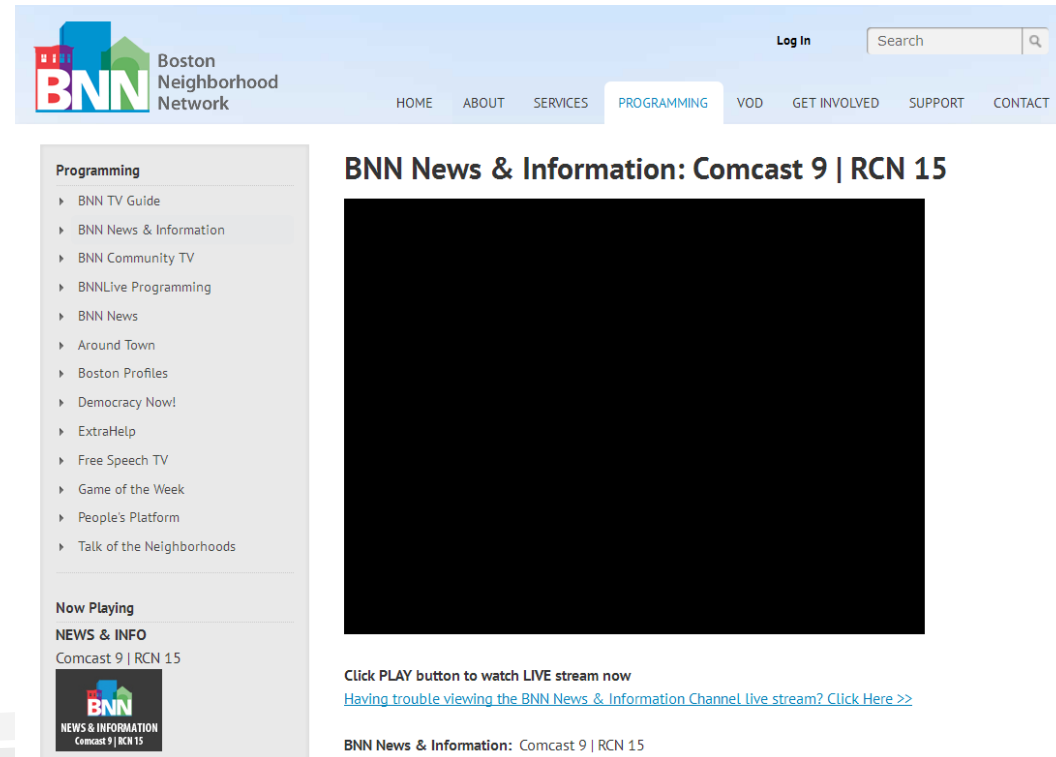 BNN
Boston
Neighborhood
Network
Log In
Search
HOME ABOUT SERVICES PROGRAMMING VOD GET INVOLVED SUPPORT CONTACT
Programming
BNN TV Guide
BNN News & Information
BNN Community TV
BNNLive Programming
BNN News
Around Town
Boston Profiles
Democracy Now!
ExtraHelp
Free Speech TV
Game of the Week
People's Platform
Talk of the Neighborhoods
Now Playing
NEWS & INFO
Comcast 9 | RCN 15
BNN
NEWS & INFORMATION
Comcast 9 | RCN 15
BNN News & Information: Comcast 9 | RCN 15
Click PLAY button to watch LIVE stream now
Having trouble viewing the BNN News & Information Channel live stream? Click Here >>
BNN News & Information: Comcast 9 | RCN 15